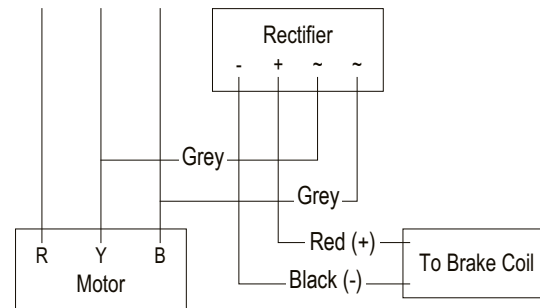 Rectifier
- + ~ ~
Grey
Grey
R Y B
Motor
Red (+)
Black (-)
To Brake Coil